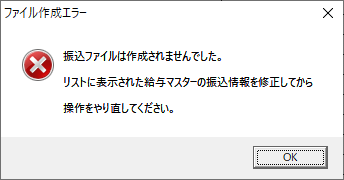 ファイル作成エラー
振込ファイルは作成されませんでした。
リストに表示された給与マスターの振込情報を修正してから
操作をやり直してください。
OK